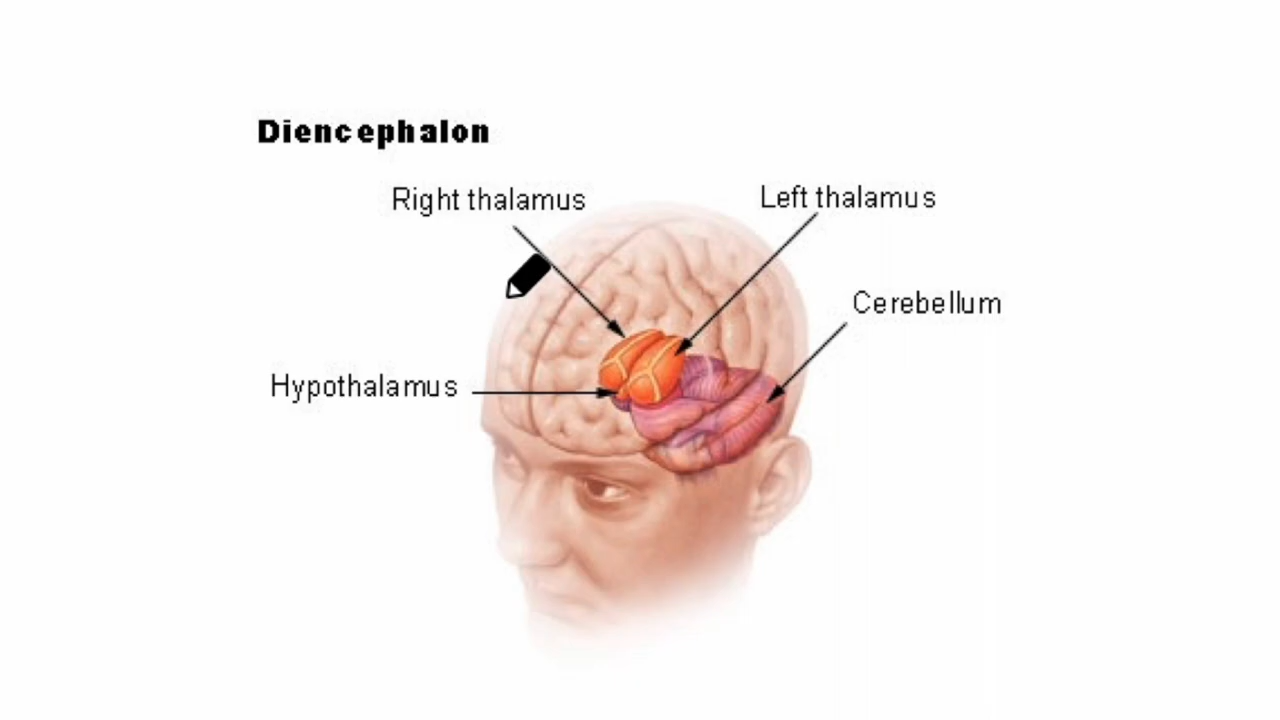 Diencephalon
Right thalamus
Left thalamus
Cerebellum
Hypothalamus